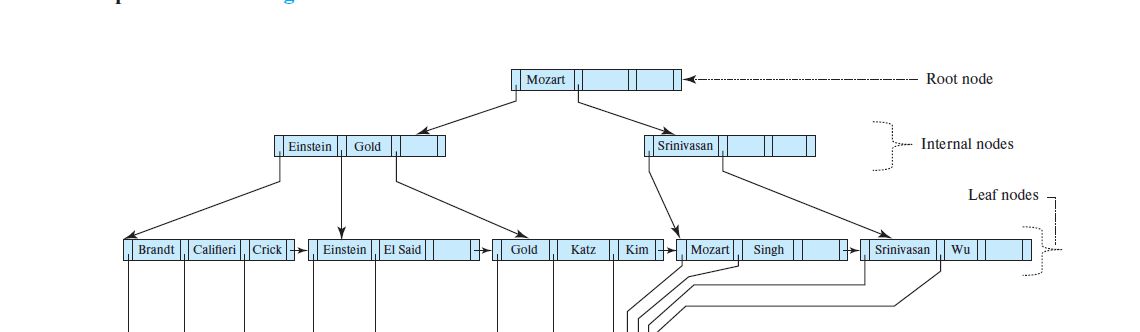 Mozart
Root node
Einstein Gold
Srinivasan
Internal nodes
Leaf nodes
Brandt Califieri Crick
Einstein El Said
Gold Katz Kim
Mozart Singh
Srinivasan Wu